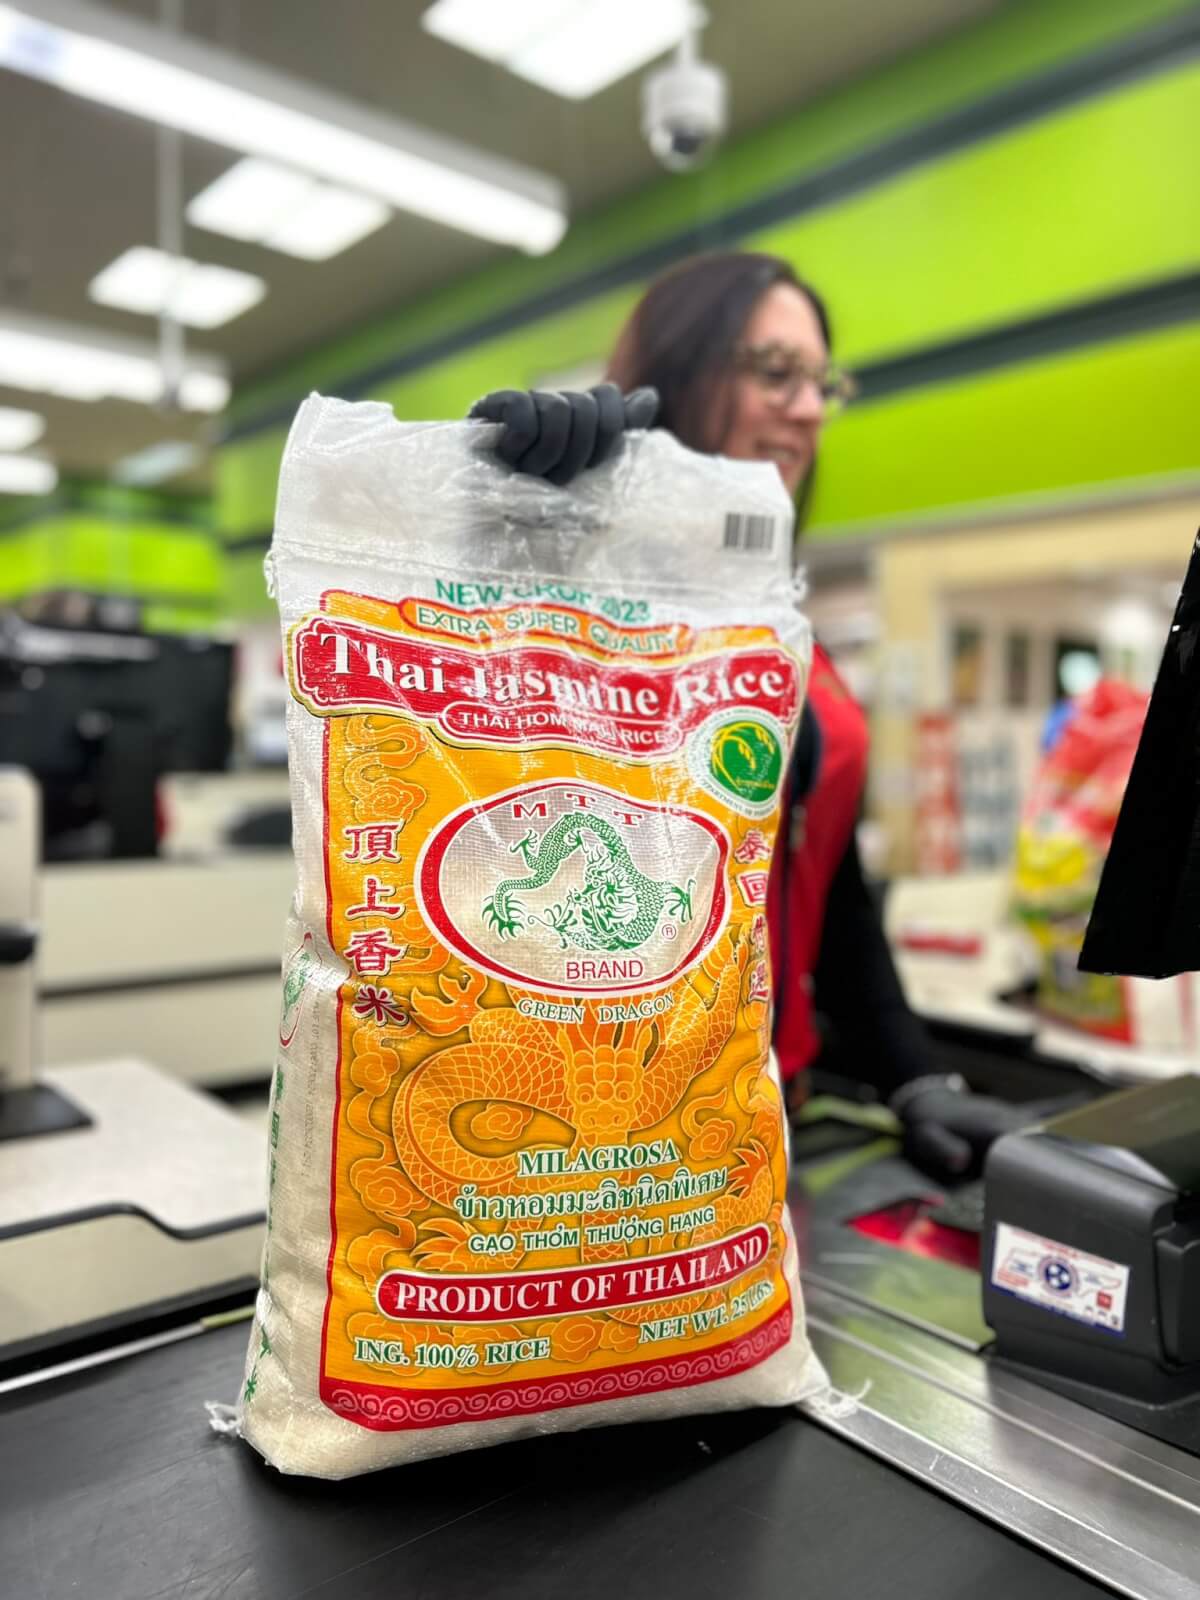 NEW CROP 2023
EXTRA SUPER QUALITY
Thai Jasmine Rice
THAI HOM MALI RICE
頂上香米
MTT
®
BRAND
GREEN DRAGON
MILAGROSA
ข้าวหอมมะลิชนิดพิเศษ
GẠO THƠM THƯỢNG HẠNG
PRODUCT OF THAILAND
ING. 100% RICE
NET WT. 25 LBS.